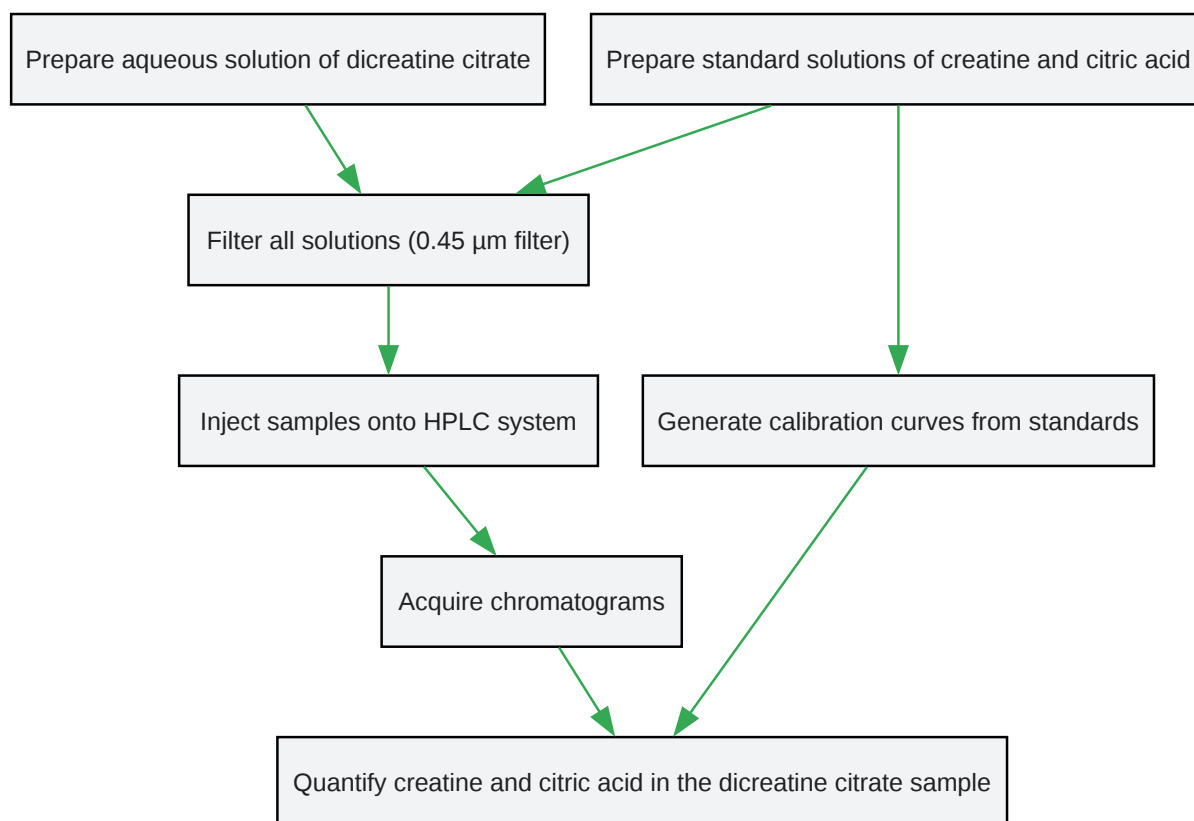 Prepare aqueous solution of dicreatine citrate
Prepare standard solutions of creatine and citric acid
Filter all solutions (0.45 µm filter)
Inject samples onto HPLC system
Generate calibration curves from standards
Acquire chromatograms
Quantify creatine and citric acid in the dicreatine citrate sample